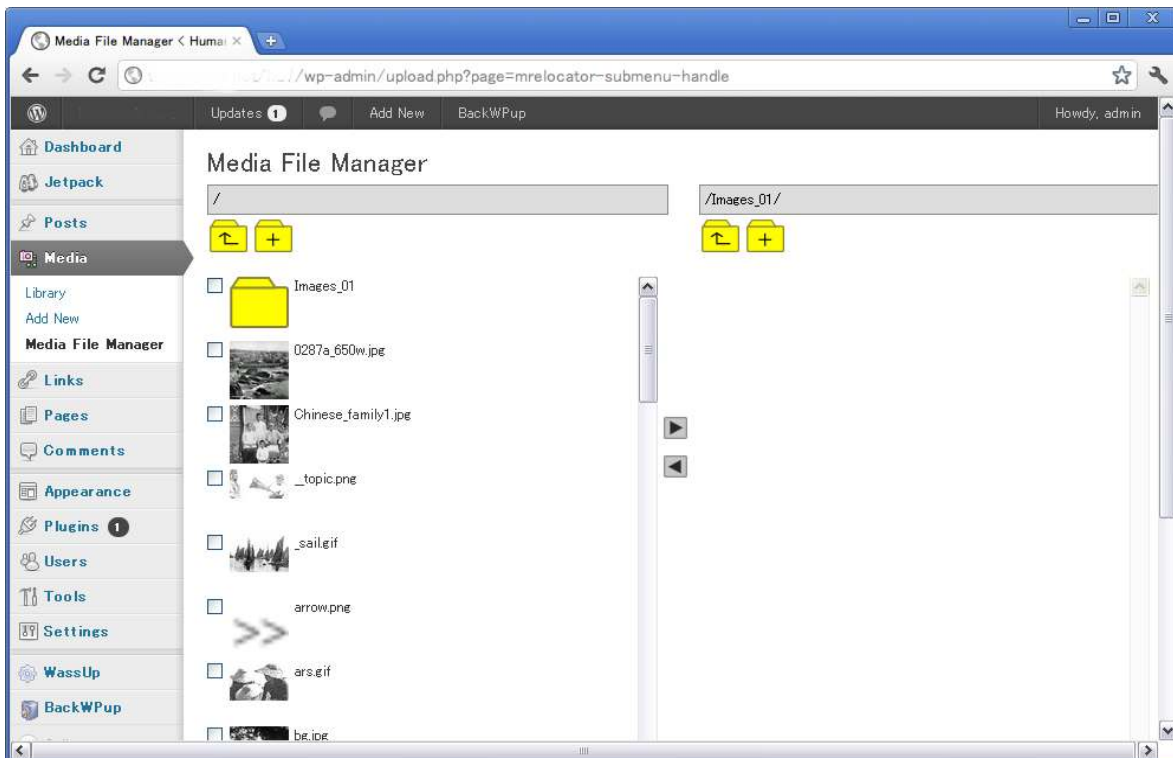 Media File Manager < Humai
/wp-admin/upload.php?page=mrelocator-submenu-handle
Updates 1 Add New BackWPup Howdy, admin
Dashboard
Jetpack
Posts
Media
Library
Add New
Media File Manager
Links
Pages
Comments
Appearance
Plugins 1
Users
Tools
Settings
WassUp
BackWPup
Media File Manager
/
/Images_01/
Images_01
0287a_650w.jpg
Chinese_family1.jpg
_topic.png
_sail.gif
arrow.png
ars.gif
bg.jpg